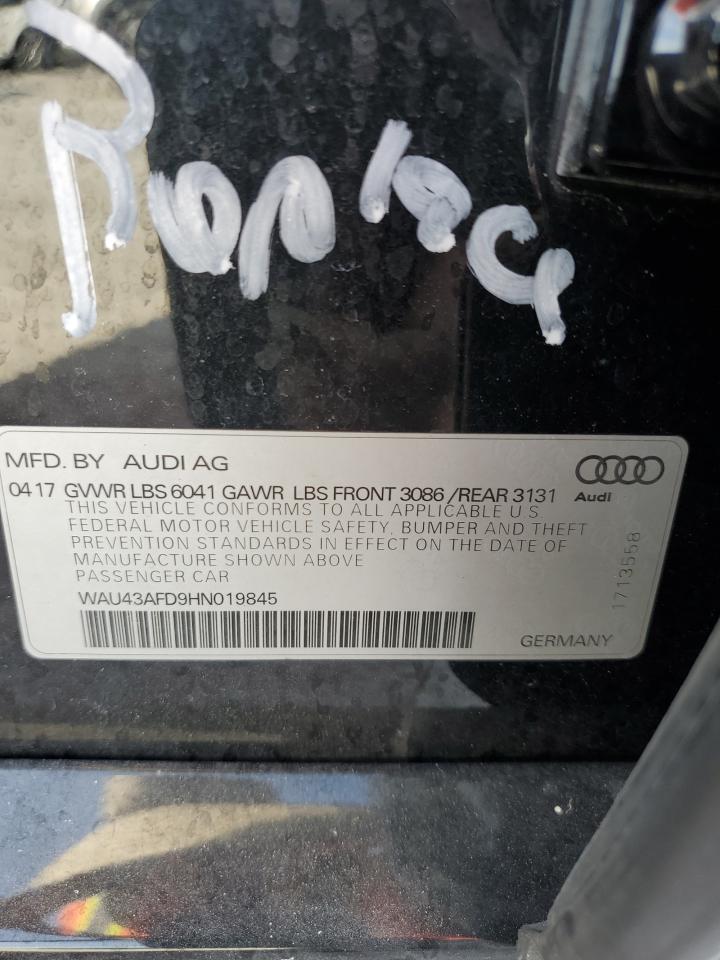 MFD. BY AUDI AG
04 17 GVWR LBS 6041 GAWR LBS FRONT 3086 /REAR 3131
Audi
THIS VEHICLE CONFORMS TO ALL APPLICABLE U S
FEDERAL MOTOR VEHICLE SAFETY, BUMPER AND THEFT
PREVENTION STANDARDS IN EFFECT ON THE DATE OF
MANUFACTURE SHOWN ABOVE
PASSENGER CAR
WAU43AFD9HN019845
GERMANY
1713558